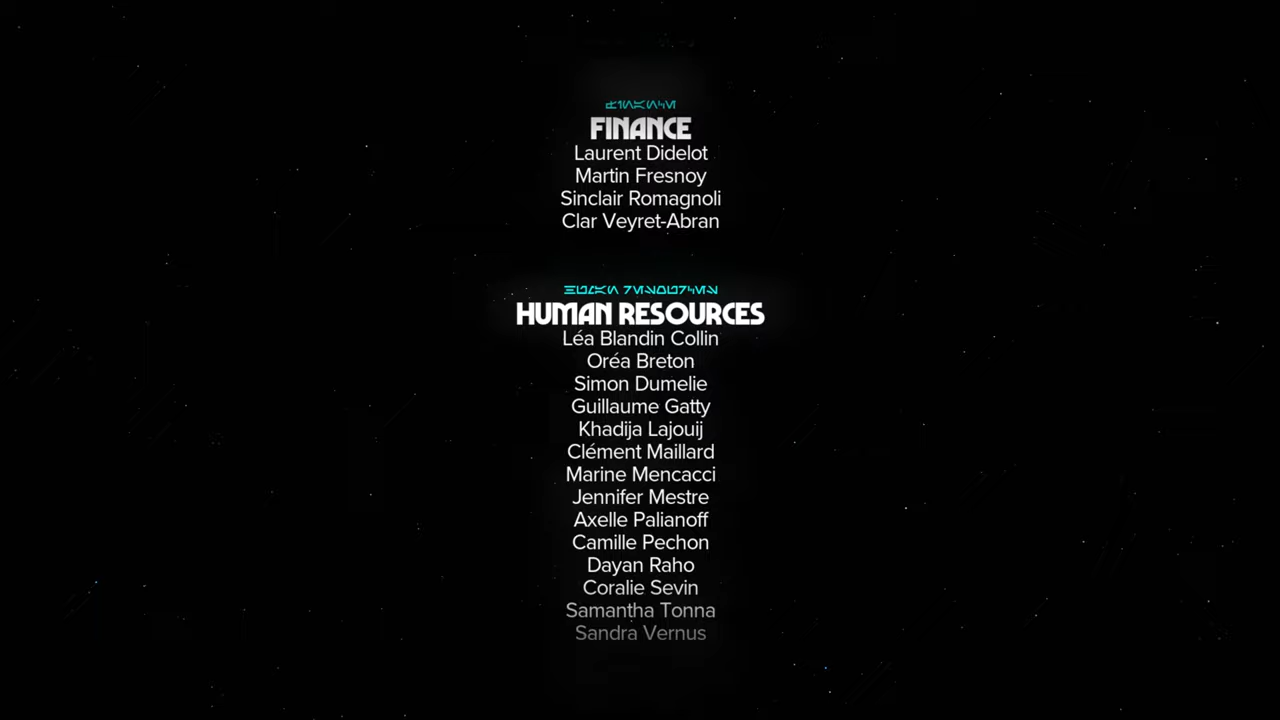 FINANCE
Laurent Didelot
Martin Fresnoy
Sinclair Romagnoli
Clar Veyret-Abran
HUMAN RESOURCES
Léa Blandin Collin
Oréa Breton
Simon Dumelie
Guillaume Gatty
Khadija Lajouij
Clément Maillard
Marine Mencacci
Jennifer Mestre
Axelle Palianoff
Camille Pechon
Dayan Raho
Coralie Sevin
Samantha Tonna
Sandra Vernus